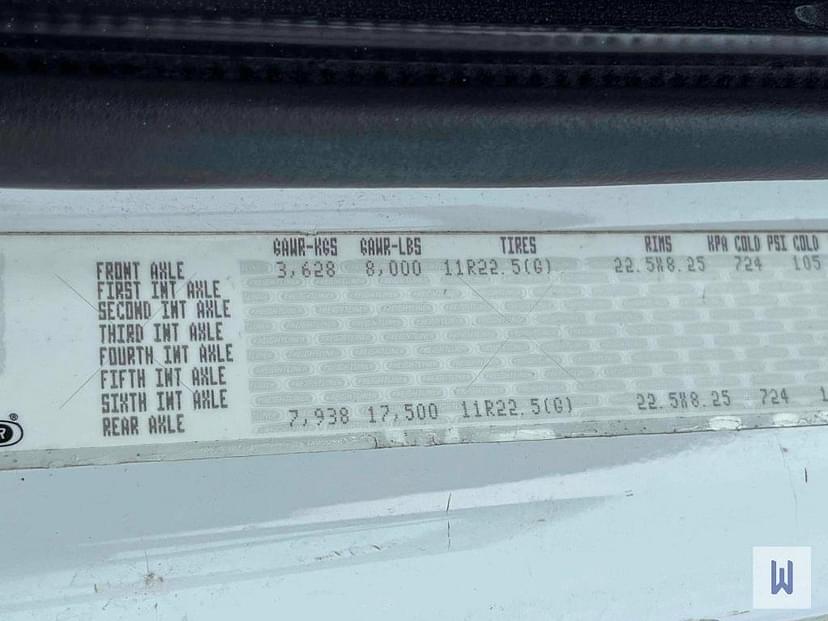 GAWR-KGS GAWR-LBS TIRES RIMS KPA COLD PSI COLD
FRONT AXLE 3,628 8,000 11R22.5(G) 22.5X8.25 724 105
FIRST INT AXLE
SECOND INT AXLE
THIRD INT AXLE
FOURTH INT AXLE
FIFTH INT AXLE
SIXTH INT AXLE
REAR AXLE 7,938 17,500 11R22.5(G) 22.5X8.25 724 1
R®
W